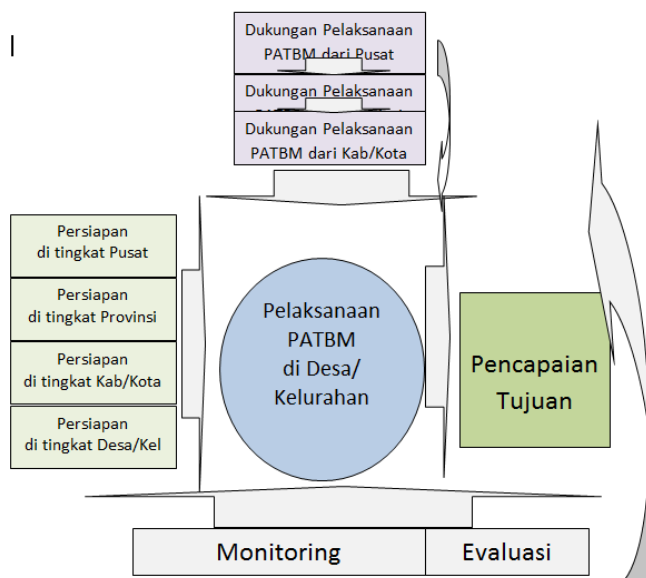 l
Dukungan Pelaksanaan
PATBM dari Pusat
Dukungan Pelaksanaan
Dukungan Pelaksanaan
PATBM dari Kab/Kota
Persiapan
di tingkat Pusat
Persiapan
di tingkat Provinsi
Persiapan
di tingkat Kab/Kota
Persiapan
di tingkat Desa/Kel
Pelaksanaan
PATBM
di Desa/
Kelurahan
Pencapaian
Tujuan
Monitoring
Evaluasi